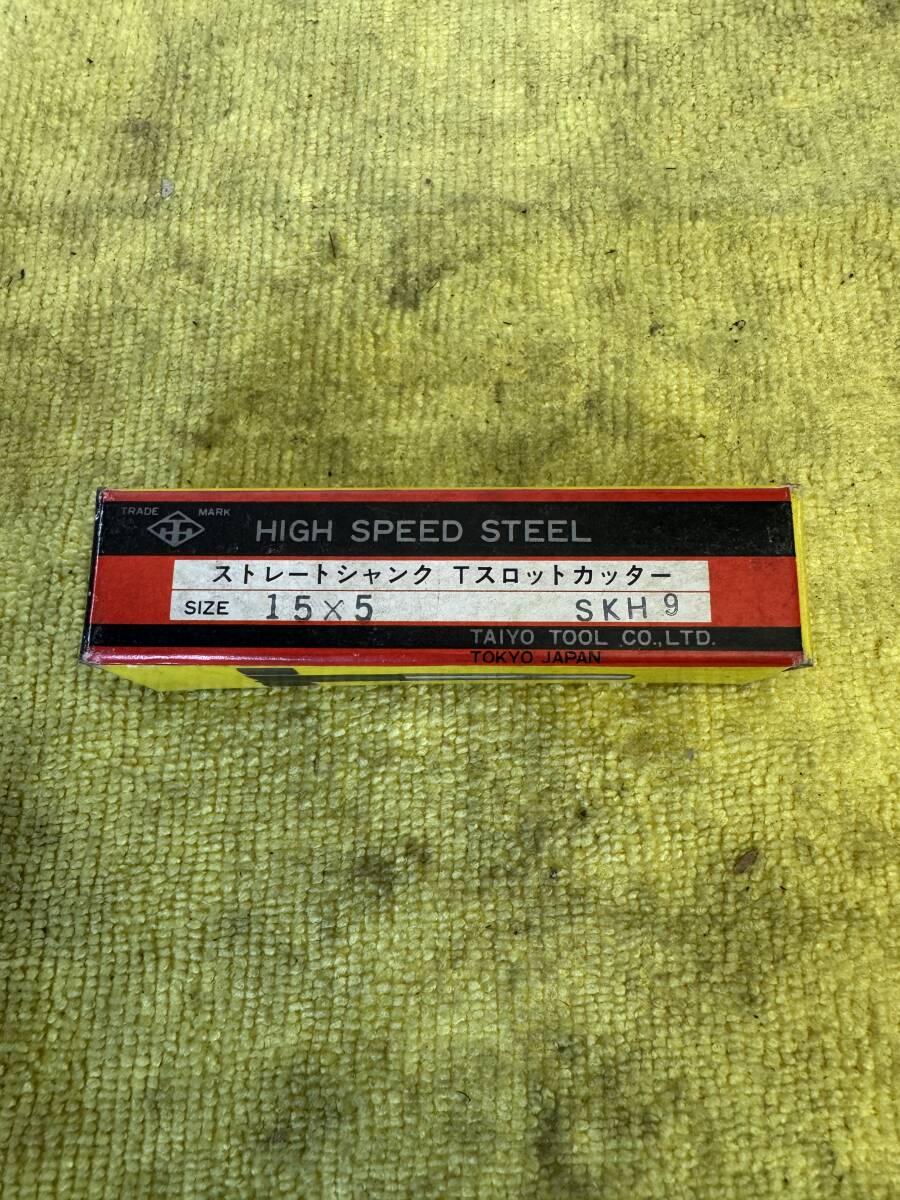 TRADE MARK
HIGH SPEED STEEL
ストレートシャンク Tスロットカッター
SIZE 15×5 SKH9
TAIYO TOOL CO.,LTD.
TOKYO JAPAN